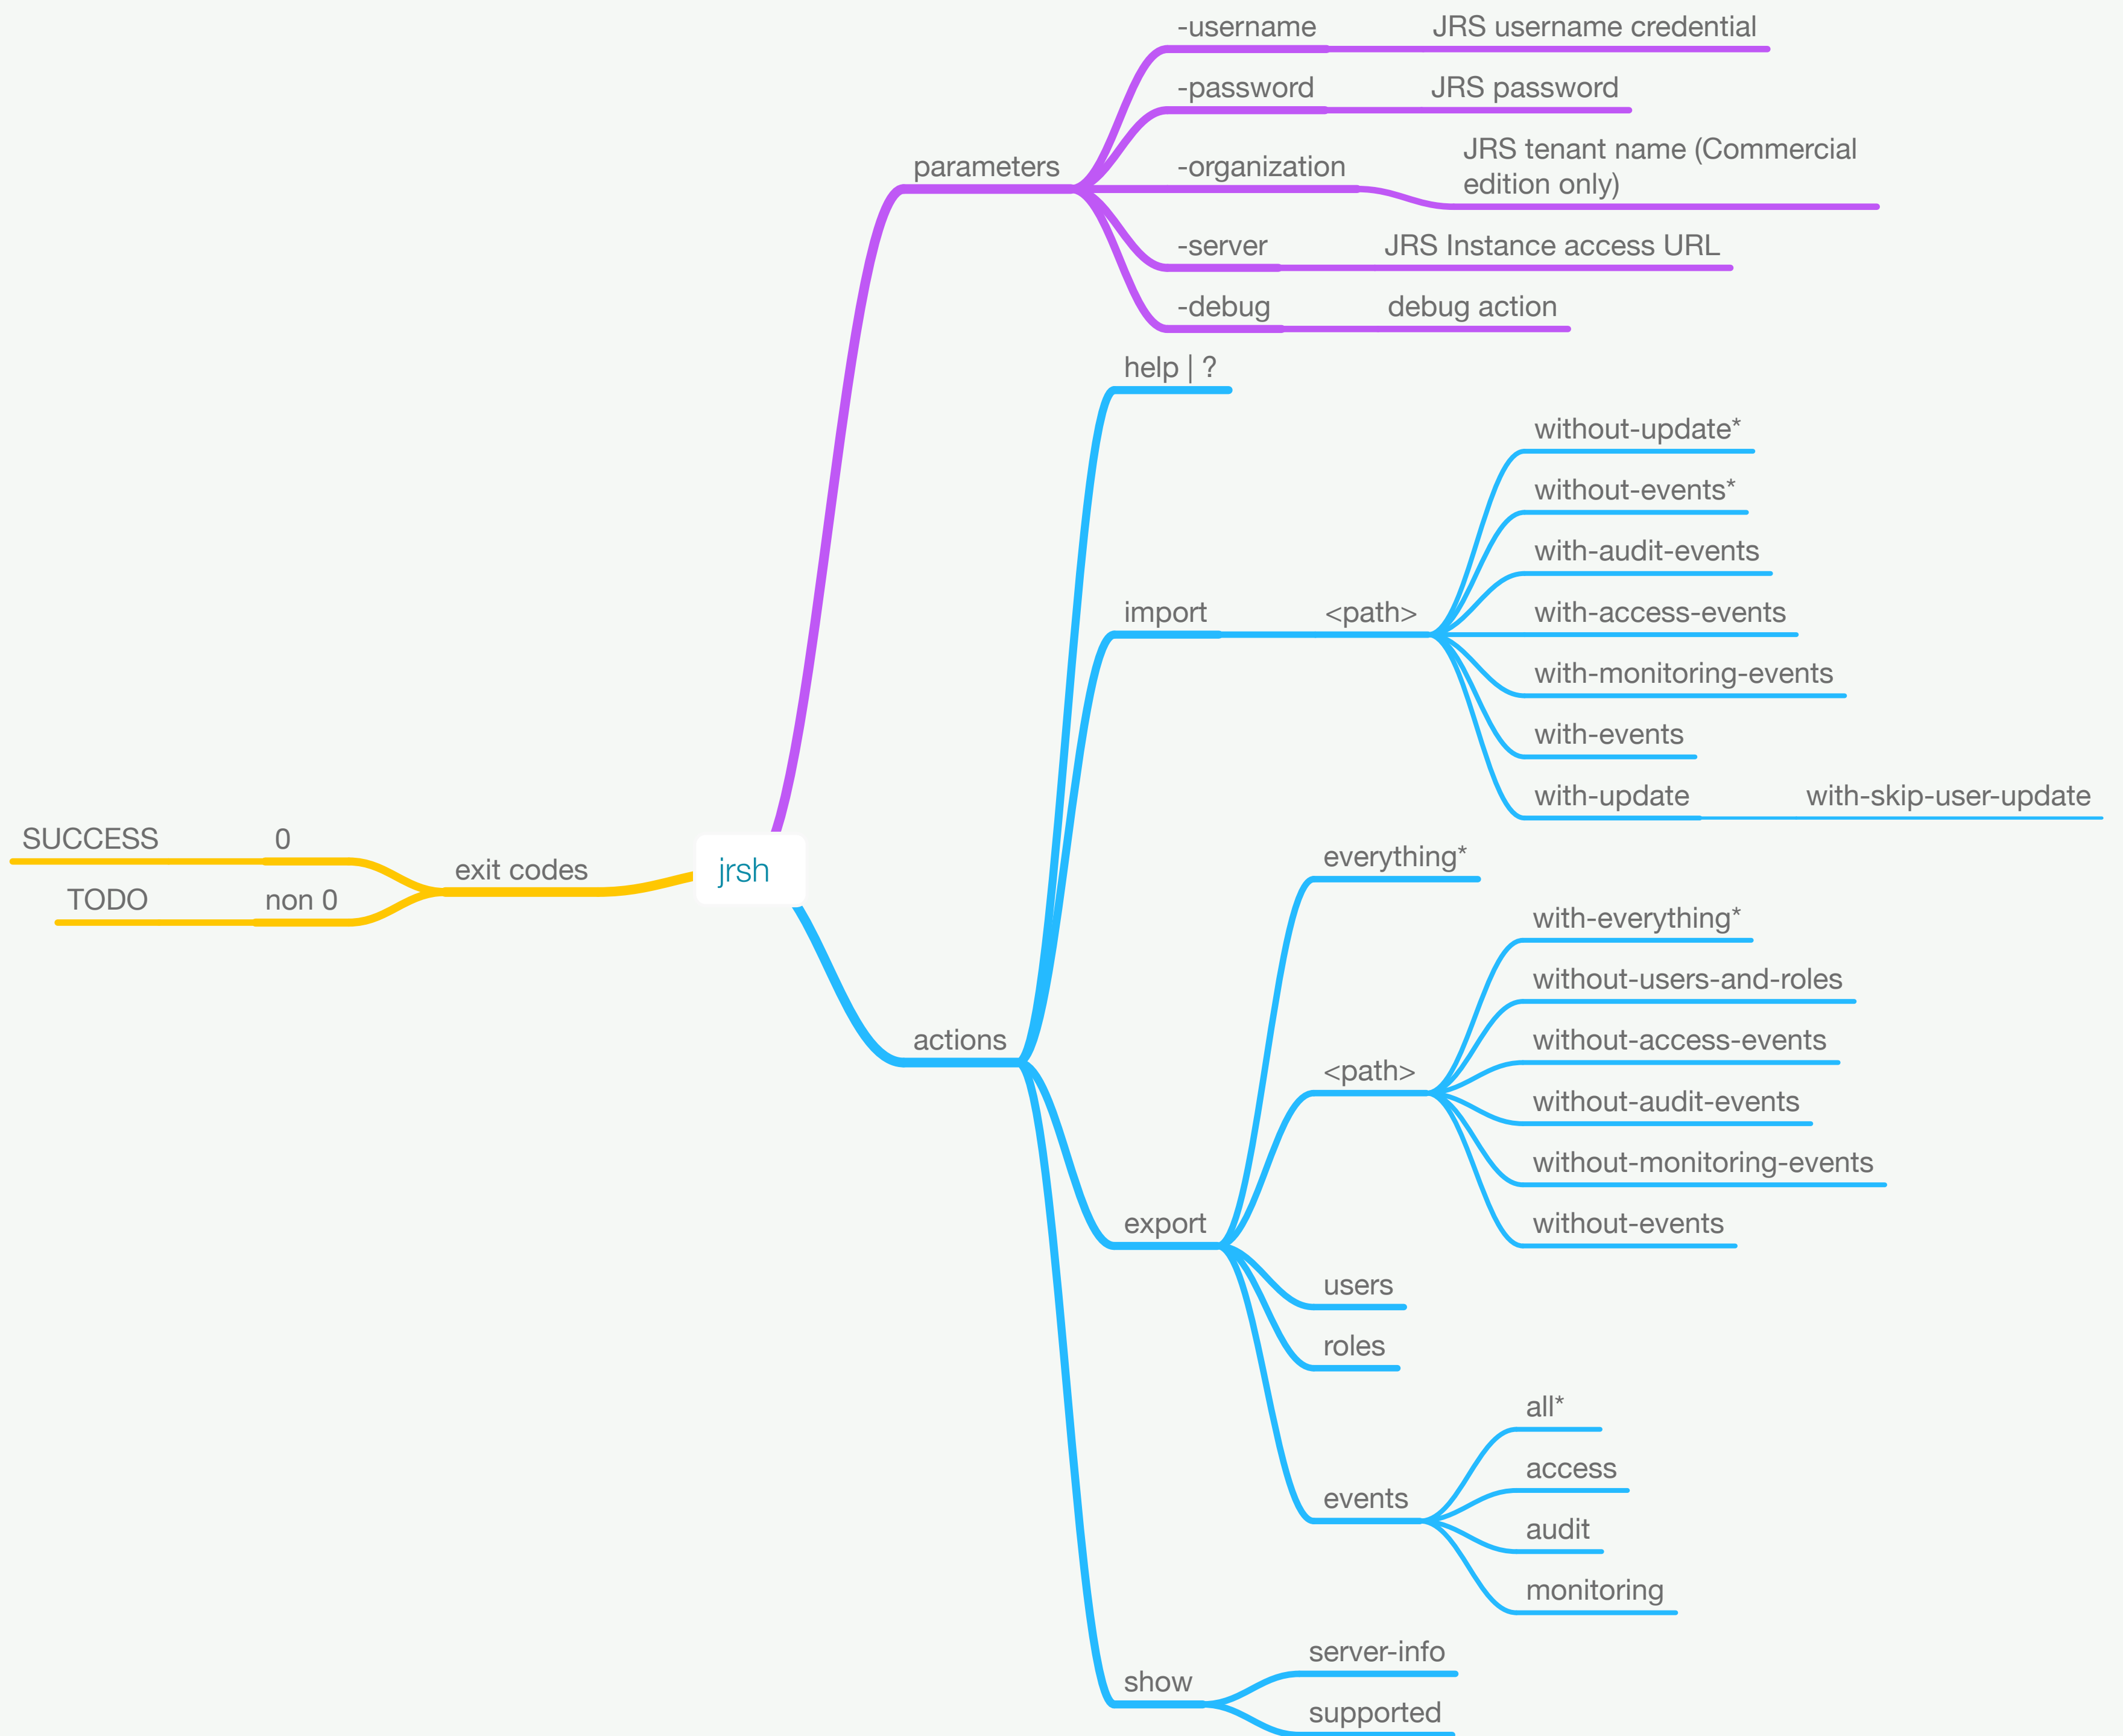 -username
JRS username credential
-password
JRS password
parameters
-organization
JRS tenant name (Commercial
edition only)
-server
JRS Instance access URL
-debug
debug action
help | ?
without-update*
without-events*
with-audit-events
import
<path>
with-access-events
with-monitoring-events
with-events
with-update
with-skip-user-update
SUCCESS
0
exit codes
TODO
non 0
jrsh
everything*
with-everything*
without-users-and-roles
actions
without-access-events
<path>
without-audit-events
without-monitoring-events
export
without-events
users
roles
all*
access
events
audit
monitoring
server-info
show
supported